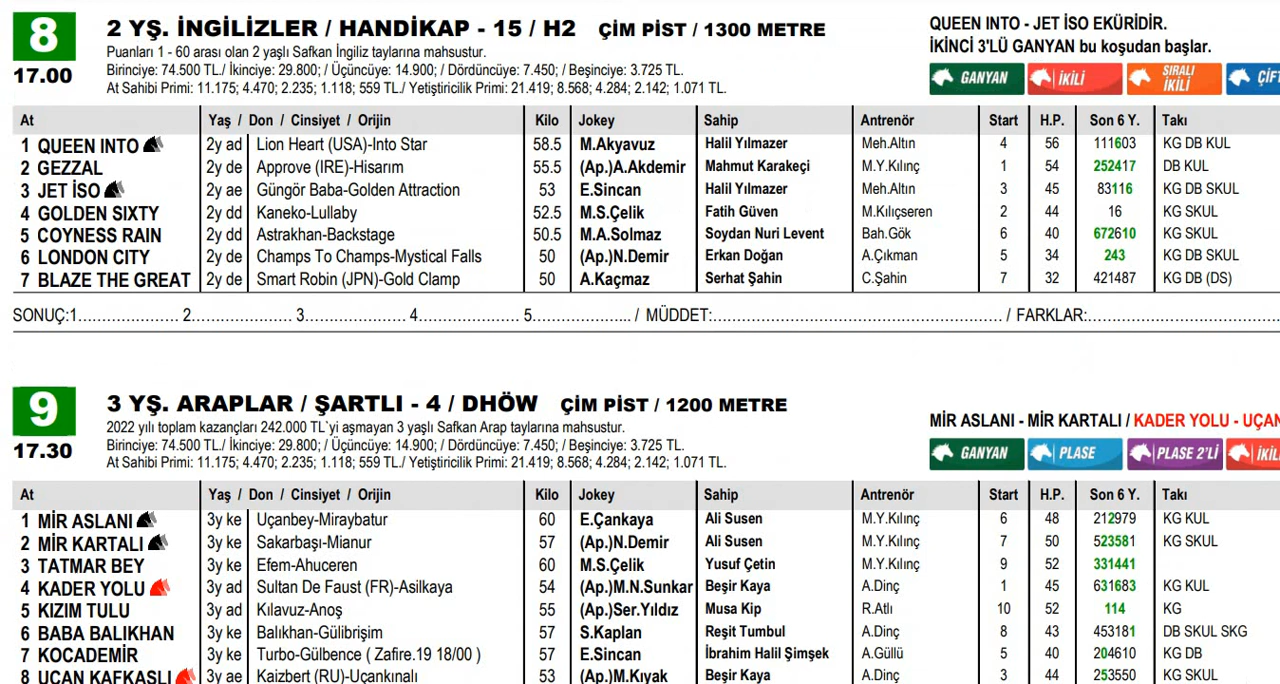 8 2 YŞ. İNGİLİZLER / HANDİKAP - 15 / H2 ÇİM PİST / 1300 METRE
QUEEN INTO - JET İSO EKÜRİDİR.
Puanları 1 - 60 arası olan 2 yaşlı Safkan İngiliz taylarına mahsustur.
İKİNCİ 3'LÜ GANYAN bu koşudan başlar.
17.00 Birinciye: 74.500 TL./ İkinciye: 29.800; / Üçüncüye: 14.900; / Dördüncüye: 7.450; / Beşinciye: 3.725 TL.
GANYAN İKİLİ SIRALI İKİLİ ÇİFT
At Sahibi Primi: 11.175; 4.470; 2.235; 1.118; 559 TL./ Yetiştiricilik Primi: 21.419; 8.568; 4.284; 2.142; 1.071 TL.
At Yaş / Don / Cinsiyet / Orijin Kilo Jokey Sahip Antrenör Start H.P. Son 6 Y. Takı
1 QUEEN INTO 2y ad Lion Heart (USA)-Into Star 58.5 M.Akyavuz Halil Yılmazer Meh.Altın 4 56 111603 KG DB KUL
2 GEZZAL 2y de Approve (IRE)-Hisarım 55.5 (Ap.)A.Akdemir Mahmut Karakeçi M.Y.Kılınç 1 54 252417 DB KUL
3 JET İSO 2y ae Güngör Baba-Golden Attraction 53 E.Sincan Halil Yılmazer Meh.Altın 3 45 83116 KG DB SKUL
4 GOLDEN SIXTY 2y dd Kaneko-Lullaby 52.5 M.S.Çelik Fatih Güven M.Kılıçseren 2 44 16 KG SKUL
5 COYNESS RAIN 2y dd Astrakhan-Backstage 50.5 M.A.Solmaz Soydan Nuri Levent Bah.Gök 6 40 672610 KG SKUL
6 LONDON CITY 2y de Champs To Champs-Mystical Falls 50 (Ap.)N.Demir Erkan Doğan A.Çıkman 5 34 243 KG DB SKUL
7 BLAZE THE GREAT 2y de Smart Robin (JPN)-Gold Clamp 50 A.Kaçmaz Serhat Şahin C.Şahin 7 32 421487 KG DB (DS)
SONUÇ:1..................... 2..................... 3....................... 4...................... 5...................... / MÜDDET:............................................................. / FARKLAR:........................................
9 3 YŞ. ARAPLAR / ŞARTLI - 4 / DHÖW ÇİM PİST / 1200 METRE
MİR ASLANI - MİR KARTALI / KADER YOLU - UÇAN
2022 yılı toplam kazançları 242.000 TL`yi aşmayan 3 yaşlı Safkan Arap taylarına mahsustur.
17.30 Birinciye: 74.500 TL./ İkinciye: 29.800; / Üçüncüye: 14.900; / Dördüncüye: 7.450; / Beşinciye: 3.725 TL.
GANYAN PLASE PLASE 2'Lİ İKİLİ
At Sahibi Primi: 11.175; 4.470; 2.235; 1.118; 559 TL./ Yetiştiricilik Primi: 21.419; 8.568; 4.284; 2.142; 1.071 TL.
At Yaş / Don / Cinsiyet / Orijin Kilo Jokey Sahip Antrenör Start H.P. Son 6 Y. Takı
1 MİR ASLANI 3y ke Uçanbey-Miraybatur 60 E.Çankaya Ali Susen M.Y.Kılınç 6 48 212979 KG KUL
2 MİR KARTALI 3y ke Sakarbaşı-Mianur 57 (Ap.)N.Demir Ali Susen M.Y.Kılınç 7 50 523581 KG SKUL
3 TATMAR BEY 3y ke Efem-Ahuceren 60 M.S.Çelik Yusuf Çetin M.Y.Kılınç 9 52 331441
4 KADER YOLU 3y ad Sultan De Faust (FR)-Asilkaya 54 (Ap.)M.N.Sunkar Beşir Kaya A.Dinç 1 45 631683 KG KUL
5 KIZIM TULU 3y ad Kılavuz-Anoş 55 (Ap.)Ser.Yıldız Musa Kip R.Atlı 10 52 114 KG
6 BABA BALIKHAN 3y ke Balıkhan-Gülibrişim 57 S.Kaplan Reşit Tumbul A.Dinç 8 43 453181 DB SKUL SKG
7 KOCADEMİR 3y ke Turbo-Gülbence ( Zafire.19 18/00 ) 57 E.Sincan İbrahim Halil Şimşek A.Güllü 5 40 204610 KG DB
8 UÇAN KAFKASLI 3y ae Kaizbert (RU)-Uçankınalı 53 (Ap.)M.Kıyak Beşir Kaya A.Dinç 3 44 253550 KG SKUL